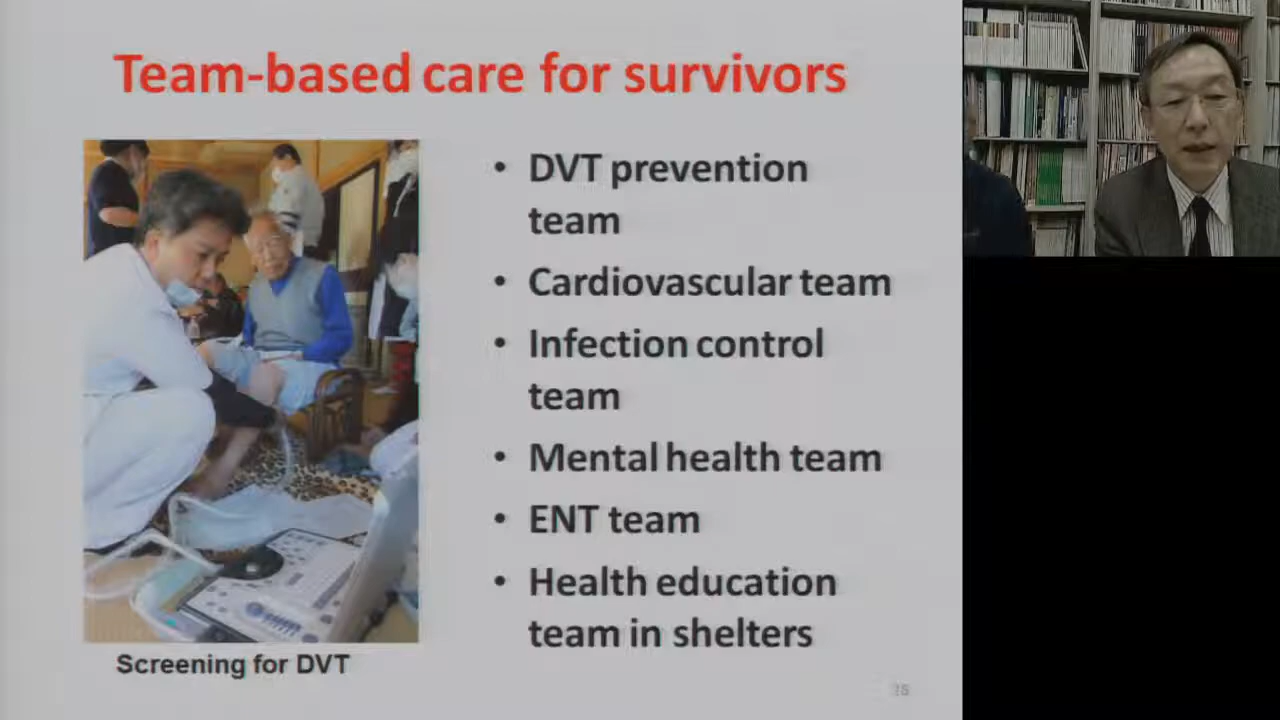 Team-based care for survivors
• DVT prevention
team
• Cardiovascular team
• Infection control
team
• Mental health team
• ENT team
• Health education
team in shelters
Screening for DVT